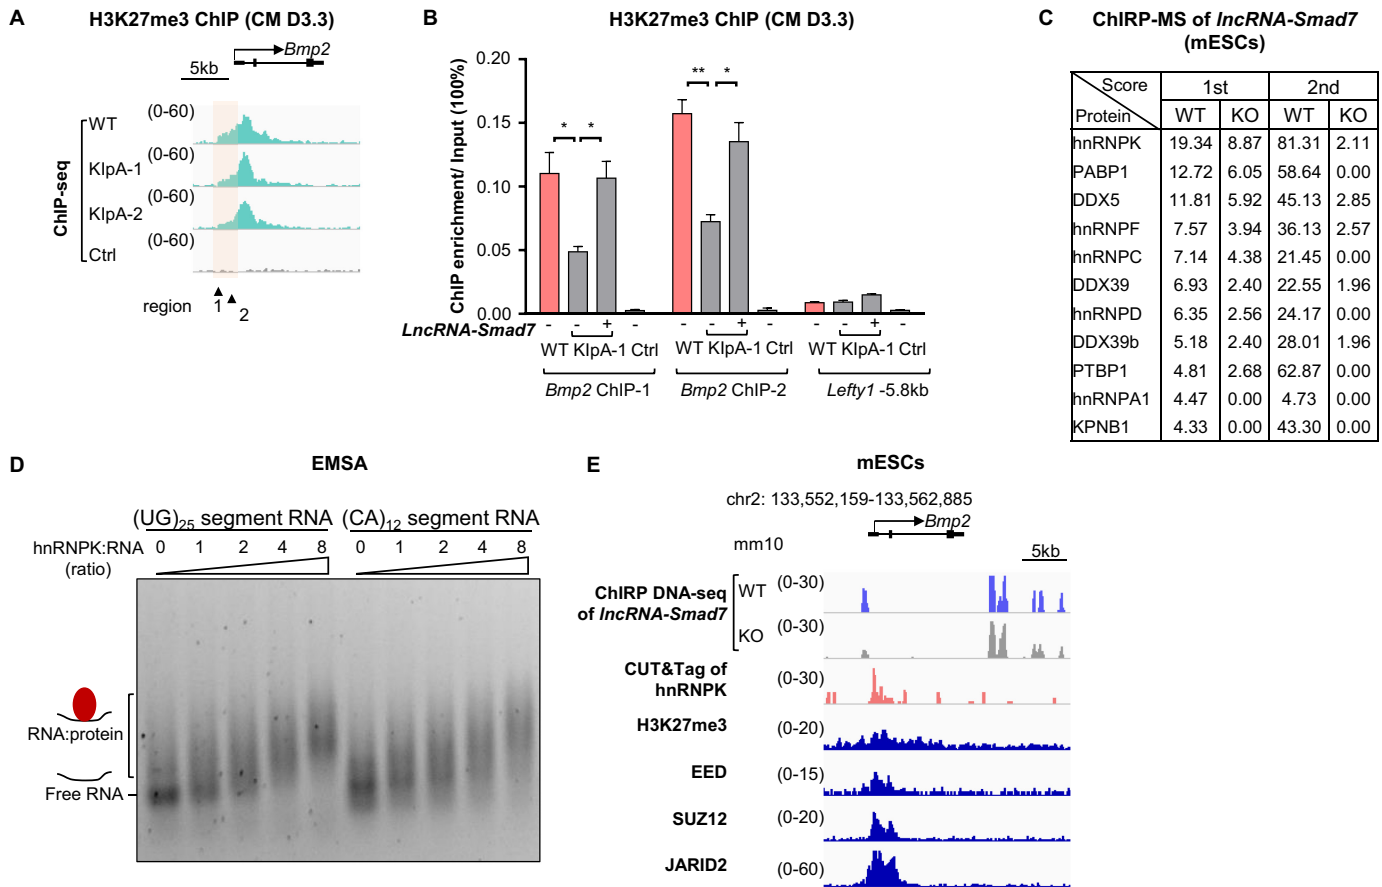 A
H3K27me3 ChIP (CM D3.3)
Bmp2
5kb
ChIP-seq
WT
(0-60)
KIpA-1
(0-60)
KIpA-2
(0-60)
Ctrl
(0-60)
region
1
2
B
H3K27me3 ChIP (CM D3.3)
ChIP enrichment/ Input (100%)
0.20
0.15
0.10
0.05
0.00
* *
** *
LncRNA-Smad7 - - + - - - + - - - + -
WT KIpA-1 Ctrl WT KIpA-1 Ctrl WT KIpA-1 Ctrl
Bmp2 ChIP-1 Bmp2 ChIP-2 Lefty1 -5.8kb
C
ChIRP-MS of lncRNA-Smad7
(mESCs)
Score 1st 2nd
Protein WT KO WT KO
hnRNPK 19.34 8.87 81.31 2.11
PABP1 12.72 6.05 58.64 0.00
DDX5 11.81 5.92 45.13 2.85
hnRNPF 7.57 3.94 36.13 2.57
hnRNPC 7.14 4.38 21.45 0.00
DDX39 6.93 2.40 22.55 1.96
hnRNPD 6.35 2.56 24.17 0.00
DDX39b 5.18 2.40 28.01 1.96
PTBP1 4.81 2.68 62.87 0.00
hnRNPA1 4.47 0.00 4.73 0.00
KPNB1 4.33 0.00 43.30 0.00
D
EMSA
(UG)25 segment RNA (CA)12 segment RNA
hnRNPK:RNA 0 1 2 4 8 0 1 2 4 8
(ratio)
RNA:protein
Free RNA
E
mESCs
chr2: 133,552,159-133,562,885
Bmp2
mm10
5kb
ChIRP DNA-seq
of lncRNA-Smad7
WT
(0-30)
KO
(0-30)
CUT&Tag of
hnRNPK
(0-30)
H3K27me3
(0-20)
EED
(0-15)
SUZ12
(0-20)
JARID2
(0-60)